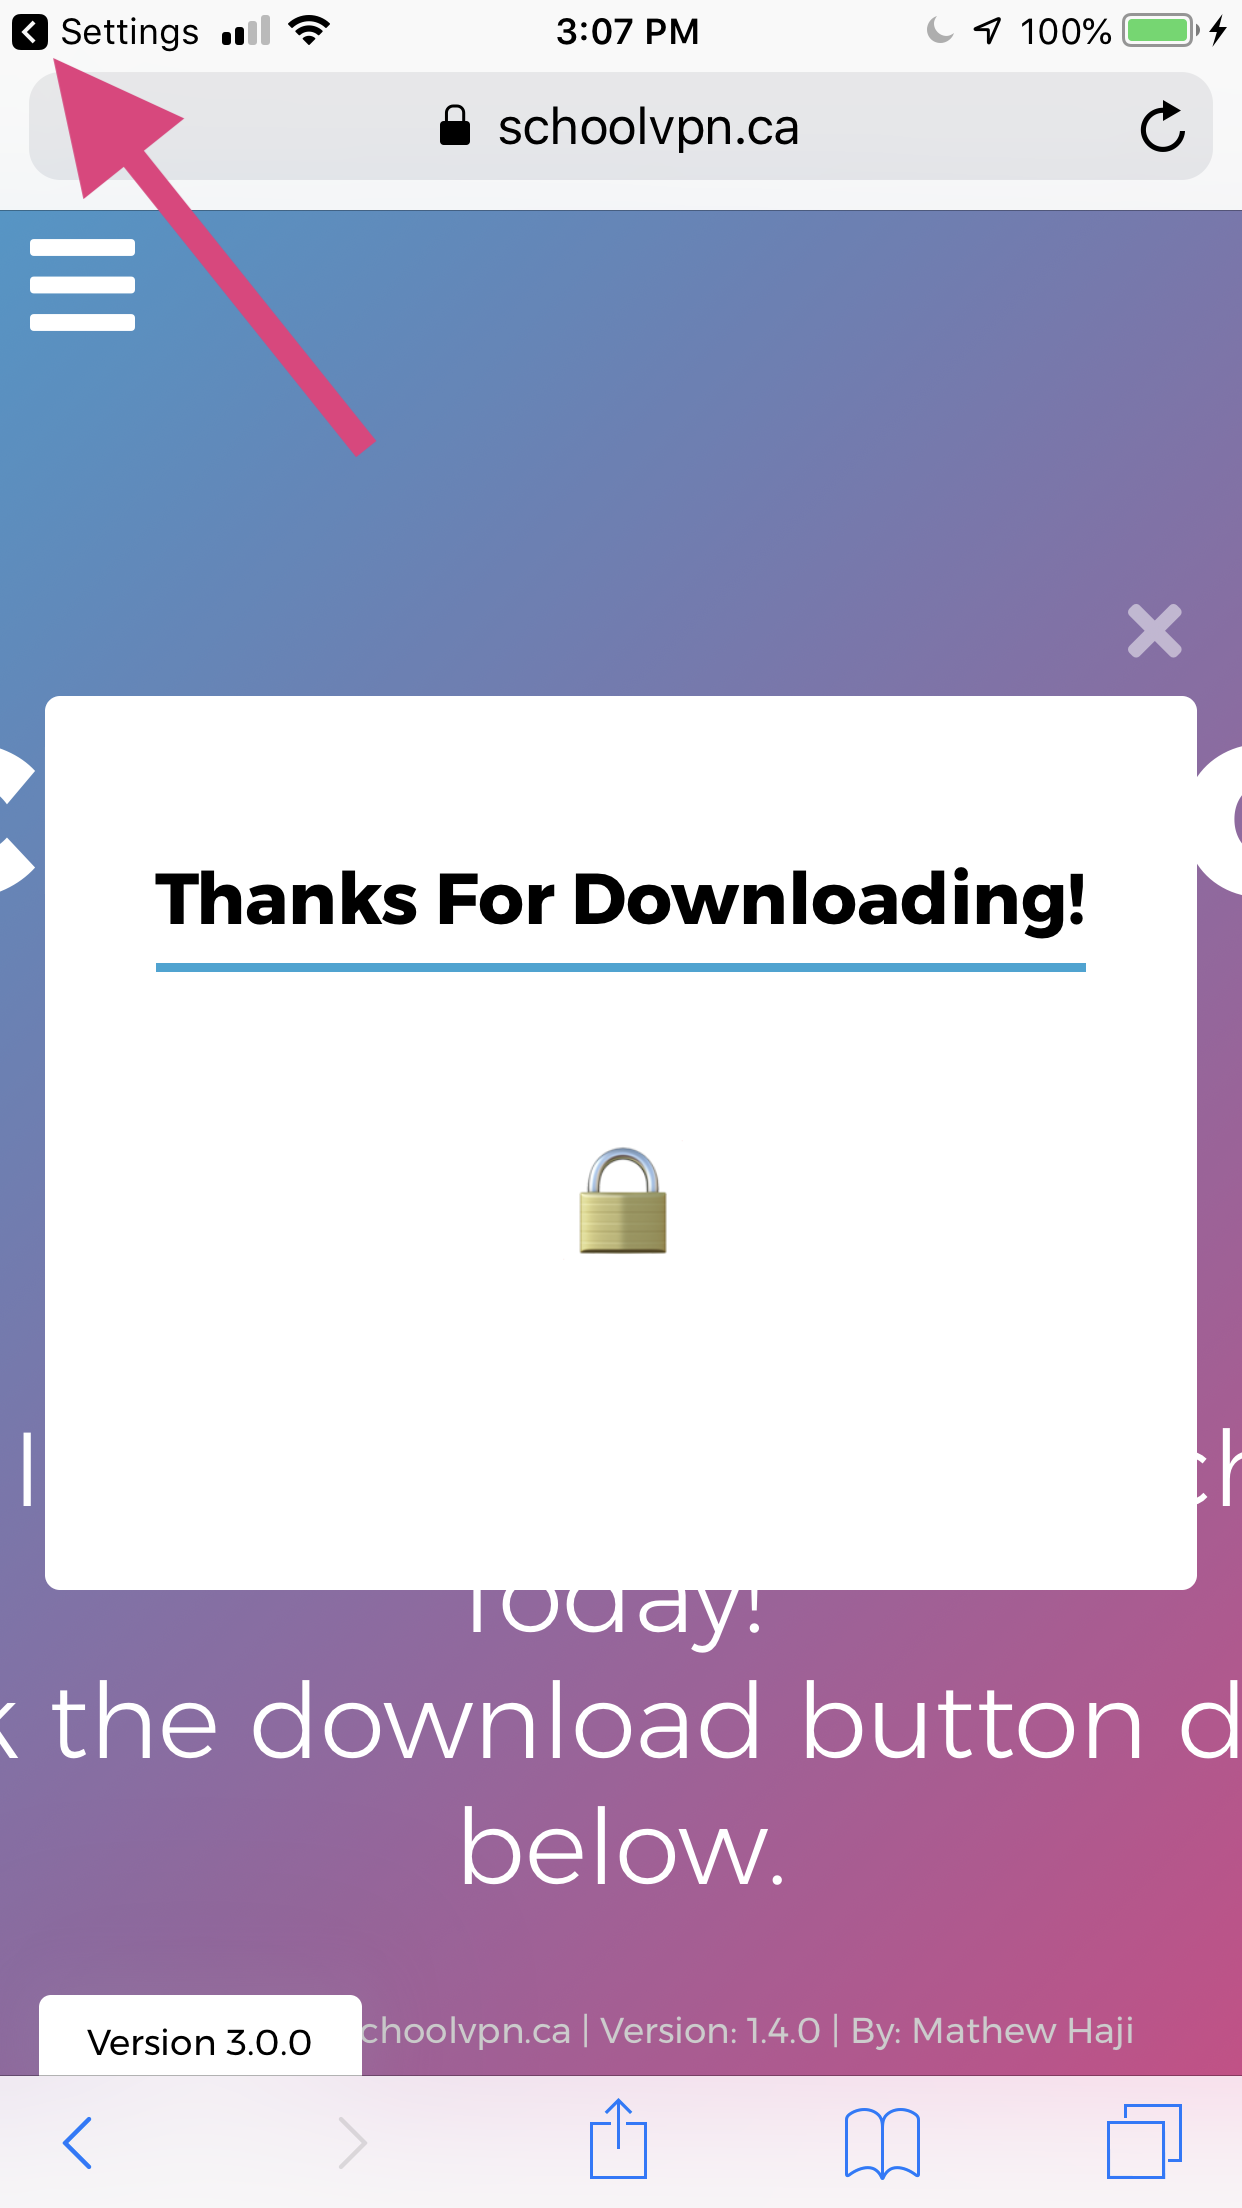 Settings 3:07 PM 100%
schoolvpn.ca
Thanks For Downloading!
Today!
the download button
below.
Version 3.0.0
choolvpn.ca | Version: 1.4.0 | By: Mathew Haji